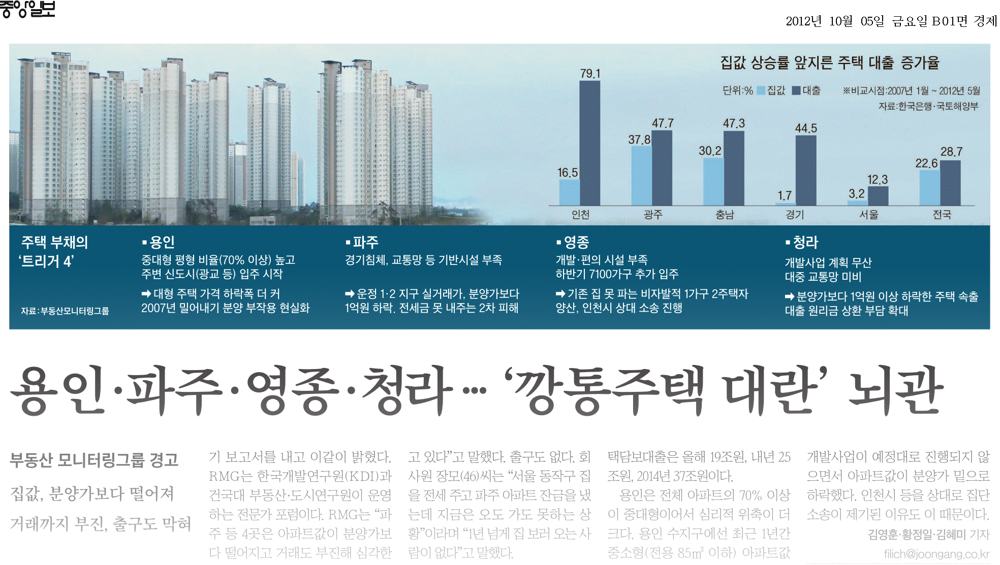 중앙일보
2012년 10월 05일 금요일 B01면 경제
집값 상승률 앞지른 주택 대출 증가율
단위:% 집값 대출 ※비교시점:2007년 1월 ~ 2012년 5월
자료:한국은행·국토해양부
16.5 79.1 37.8 47.7 30.2 47.3 1.7 44.5 3.2 12.3 22.6 28.7
인천 광주 충남 경기 서울 전국
주택 부채의
‘트리거 4’
자료:부동산모니터링그룹
▪용인
중대형 평형 비율(70% 이상) 높고
주변 신도시(광교 등) 입주 시작
➡대형 주택 가격 하락폭 더 커
2007년 밀어내기 분양 부작용 현실화
▪파주
경기침체, 교통망 등 기반시설 부족
➡운정 1·2 지구 실거래가, 분양가보다
1억원 하락. 전세금 못 내주는 2차 피해
▪영종
개발·편의 시설 부족
하반기 7100가구 추가 입주
➡기존 집 못 파는 비자발적 1가구 2주택자
양산, 인천시 상대 소송 진행
▪청라
개발사업 계획 무산
대중 교통망 미비
➡분양가보다 1억원 이상 하락한 주택 속출
대출 원리금 상환 부담 확대
용인·파주·영종·청라… ‘깡통주택 대란’ 뇌관
부동산 모니터링그룹 경고
집값, 분양가보다 떨어져
거래까지 부진, 출구도 막혀
기 보고서를 내고 이같이 밝혔다.
RMG는 한국개발연구원(KDI)과
건국대 부동산·도시연구원이 운영
하는 전문가 포럼이다. RMG는 “파
주 등 4곳은 아파트값이 분양가보
다 떨어지고 거래도 부진해 심각한
고 있다”고 말했다. 출구도 없다. 회
사원 장모(46)씨는 “서울 동작구 집
을 전세 주고 파주 아파트 잔금을 냈
는데 지금은 오도 가도 못하는 상
황”이라며 “1년 넘게 집 보러 오는 사
람이 없다”고 말했다.
택담보대출은 올해 19조원, 내년 25
조원, 2014년 37조원이다.
용인은 전체 아파트의 70% 이상
이 중대형이어서 심리적 위축이 더
크다. 용인 수지구에선 최근 1년간
중소형(전용 85㎡ 이하) 아파트값
개발사업이 예정대로 진행되지 않
으면서 아파트값이 분양가 밑으로
하락했다. 인천시 등을 상대로 집단
소송이 제기된 이유도 이 때문이다.
김영훈·황정일·김혜미 기자
filich@joongang.co.kr